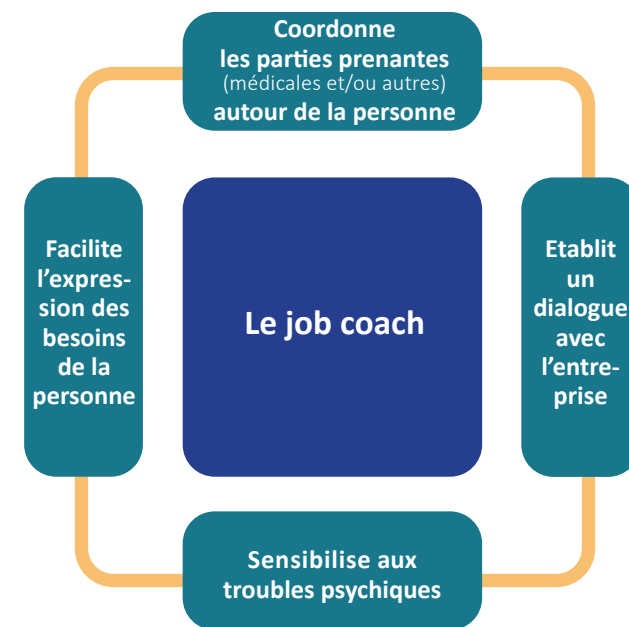 Coordonne
les parties prenantes
(médicales et/ou autres)
autour de la personne
Facilite
l'expres-
sion des
besoins
de la
personne
Le job coach
Etablit
un
dialogue
avec
l'entre-
prise
Sensibilise aux
troubles psychiques